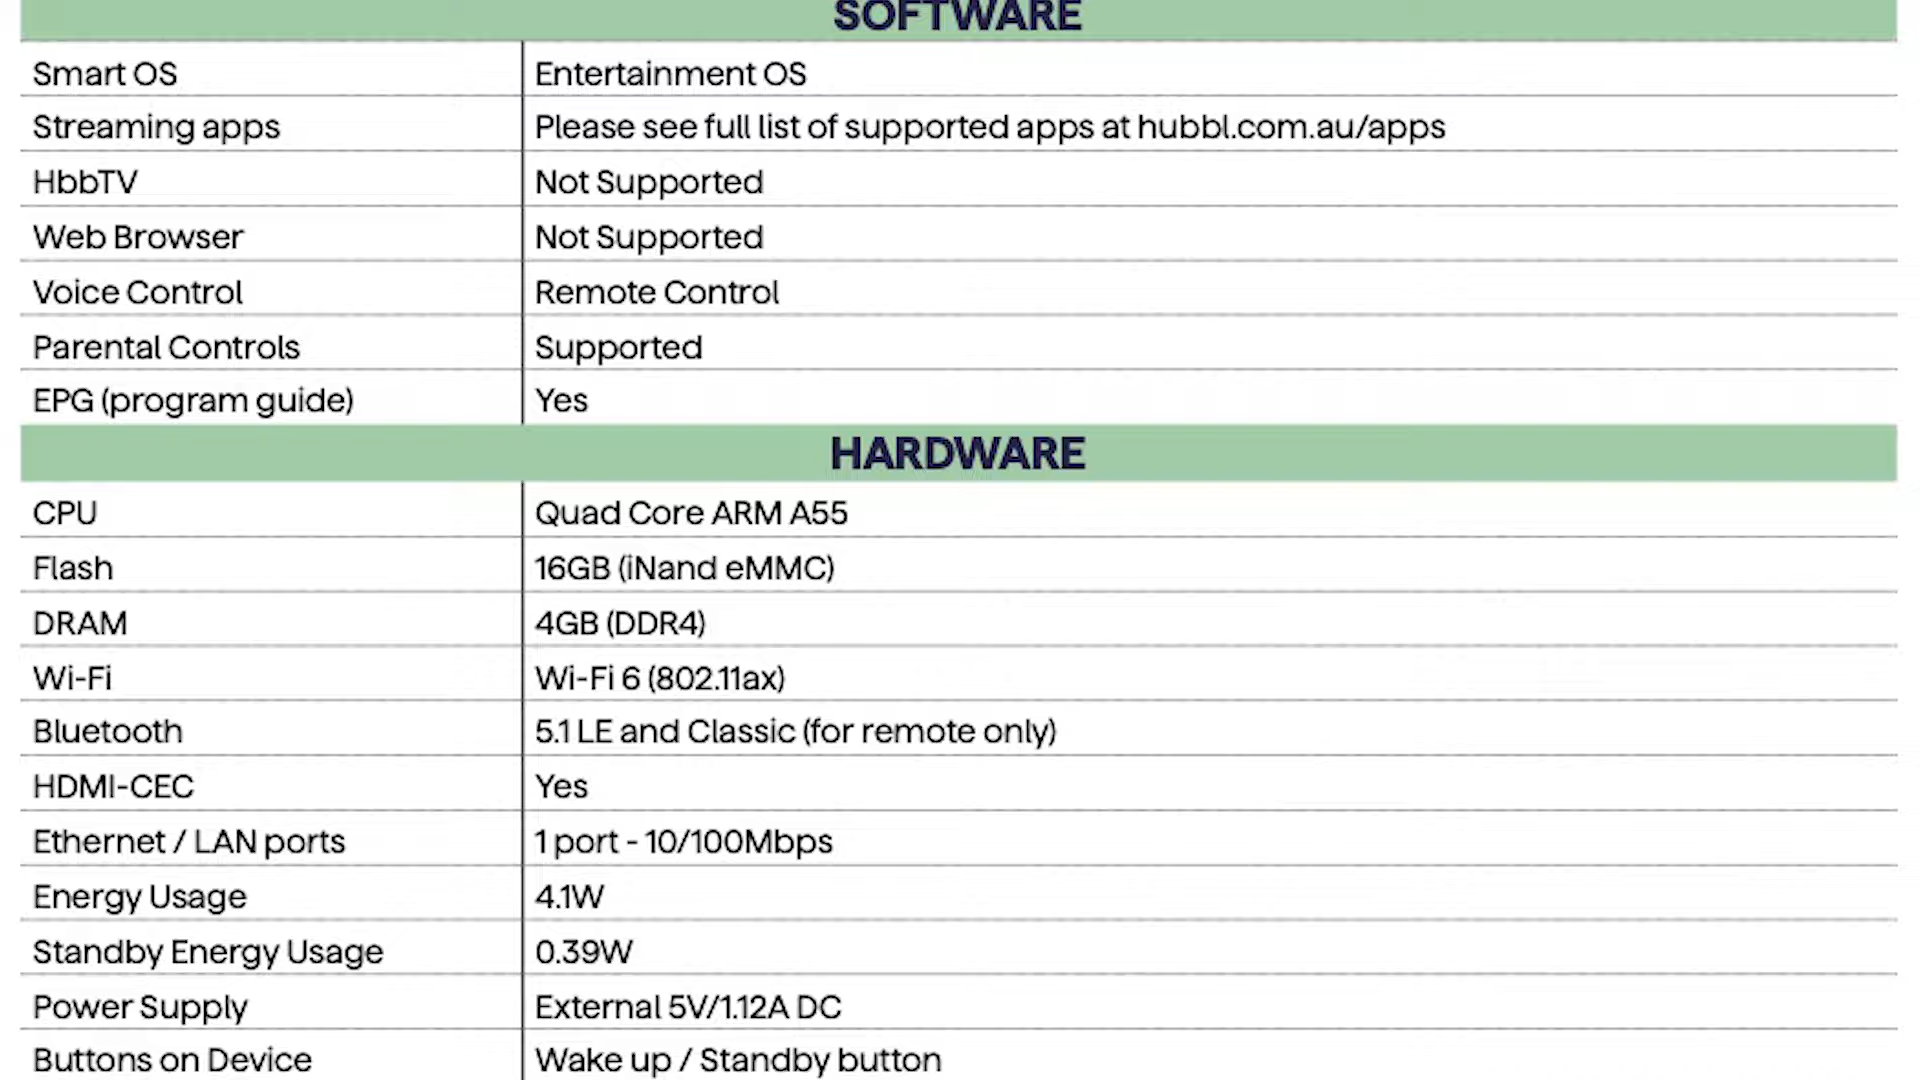 SOFTWARE
Smart OS Entertainment OS
Streaming apps Please see full list of supported apps at hubbl.com.au/apps
HbbTV Not Supported
Web Browser Not Supported
Voice Control Remote Control
Parental Controls Supported
EPG (program guide) Yes
HARDWARE
CPU Quad Core ARM A55
Flash 16GB (iNand eMMC)
DRAM 4GB (DDR4)
Wi-Fi Wi-Fi 6 (802.11ax)
Bluetooth 5.1 LE and Classic (for remote only)
HDMI-CEC Yes
Ethernet / LAN ports 1 port - 10/100Mbps
Energy Usage 4.1W
Standby Energy Usage 0.39W
Power Supply External 5V/1.12A DC
Buttons on Device Wake up / Standby button